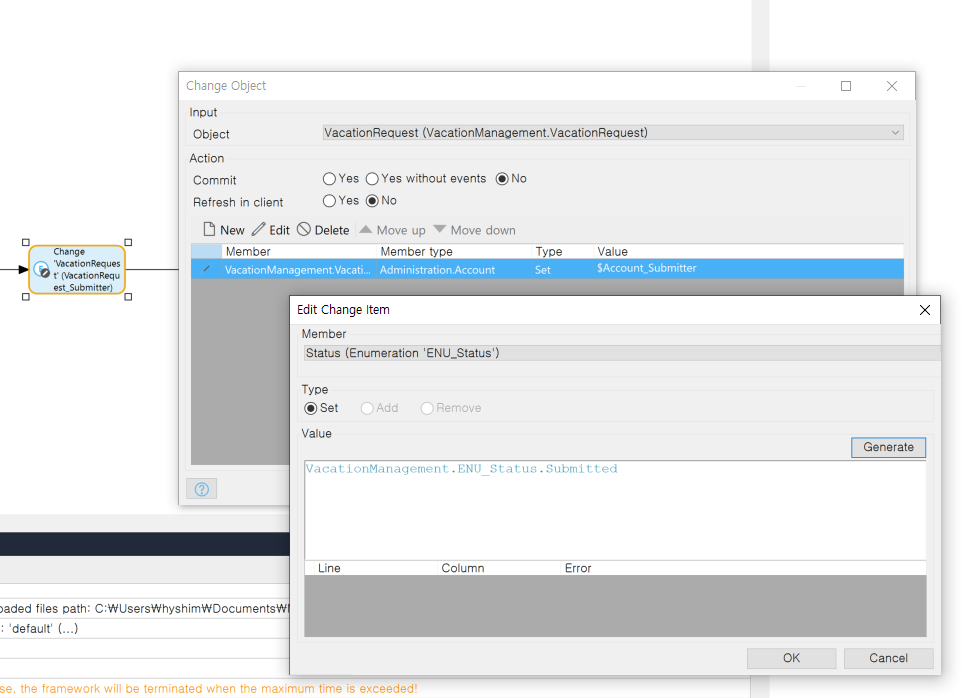 Change Object
Input
Object
VacationRequest (VacationManagement.VacationRequest)
Action
Commit
Yes
Yes without events
No
Refresh in client
Yes
No
New
Edit
Delete
Move up
Move down
Member
Member type
Type
Value
VacationManagement.Vacati...
Administration.Account
Set
$Account_Submitter
Change
'VacationReques
t' (VacationRequ
est_Submitter)
Edit Change Item
Member
Status (Enumeration 'ENU_Status')
Type
Set
Add
Remove
Value
Generate
VacationManagement.ENU_Status.Submitted
Line
Column
Error
OK
Cancel
oaded files path: C:₩Users₩hyshim₩Documents₩
: 'default' (...)
se, the framework will be terminated when the maximum time is exceeded!